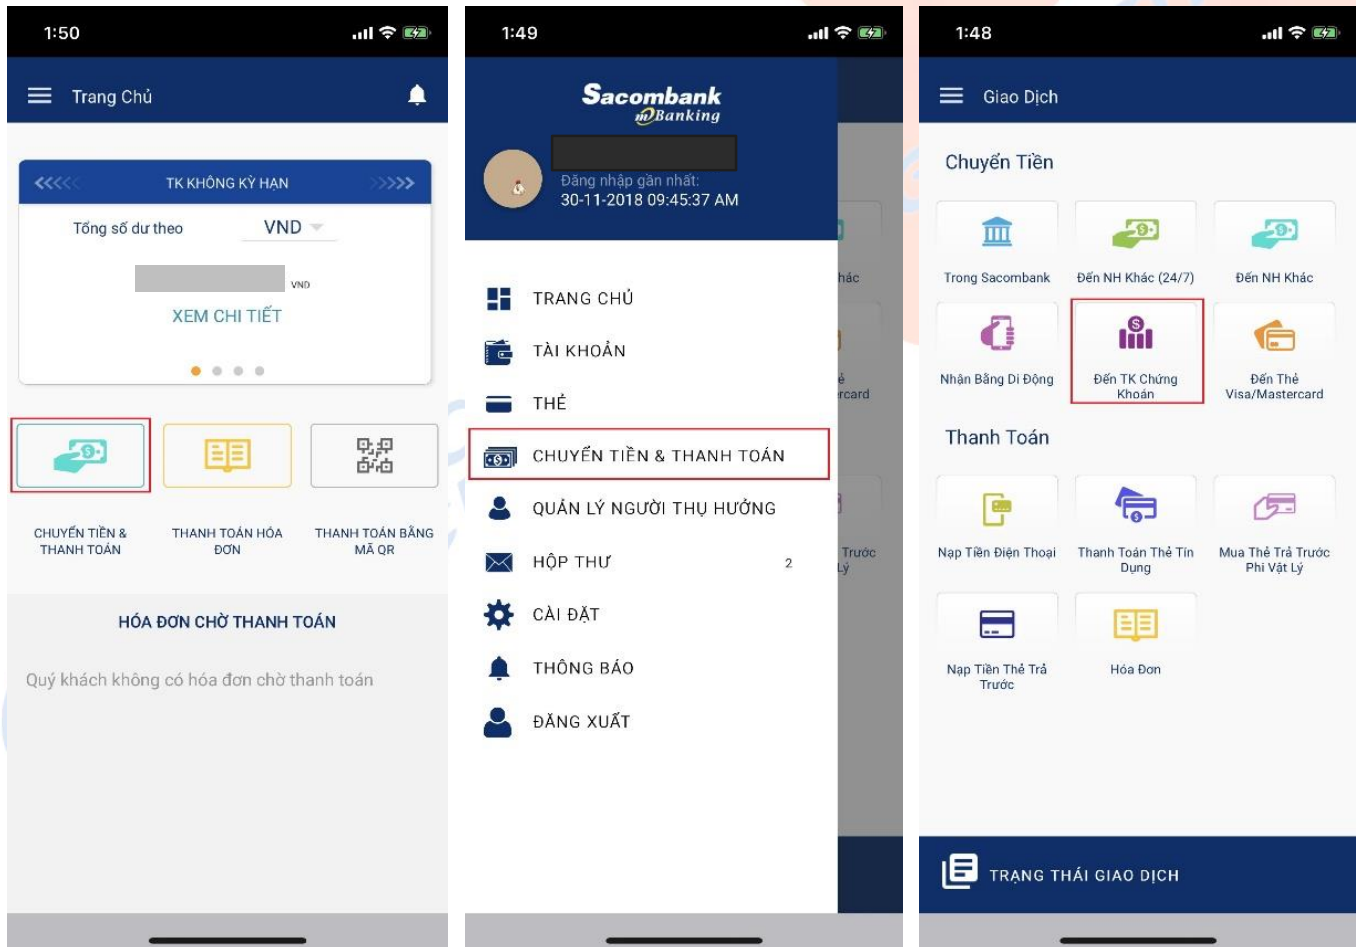 1:50
Trang Chủ
TK KHÔNG KỲ HẠN
Tổng số dư theo
VND
VND
XEM CHI TIẾT
CHUYỂN TIỀN &
THANH TOÁN
THANH TOÁN HÓA
ĐƠN
THANH TOÁN BẰNG
MÃ QR
HÓA ĐƠN CHỜ THANH TOÁN
Quý khách không có hóa đơn chờ thanh toán
1:49
Sacombank
mBanking
Đăng nhập gần nhất:
30-11-2018 09:45:37 AM
TRANG CHỦ
TÀI KHOẢN
THẺ
CHUYỂN TIỀN & THANH TOÁN
QUẢN LÝ NGƯỜI THỤ HƯỞNG
HỘP THƯ 2
CÀI ĐẶT
THÔNG BÁO
ĐĂNG XUẤT
hác
ẻ
rcard
Trước
Lý
1:48
Giao Dịch
Chuyển Tiền
Trong Sacombank
Đến NH Khác (24/7)
Đến NH Khác
Nhận Bằng Di Động
Đến TK Chứng
Khoán
Đến Thẻ
Visa/Mastercard
Thanh Toán
Nạp Tiền Điện Thoại
Thanh Toán Thẻ Tín
Dụng
Mua Thẻ Trả Trước
Phi Vật Lý
Nạp Tiền Thẻ Trả
Trước
Hóa Đơn
TRẠNG THÁI GIAO DỊCH